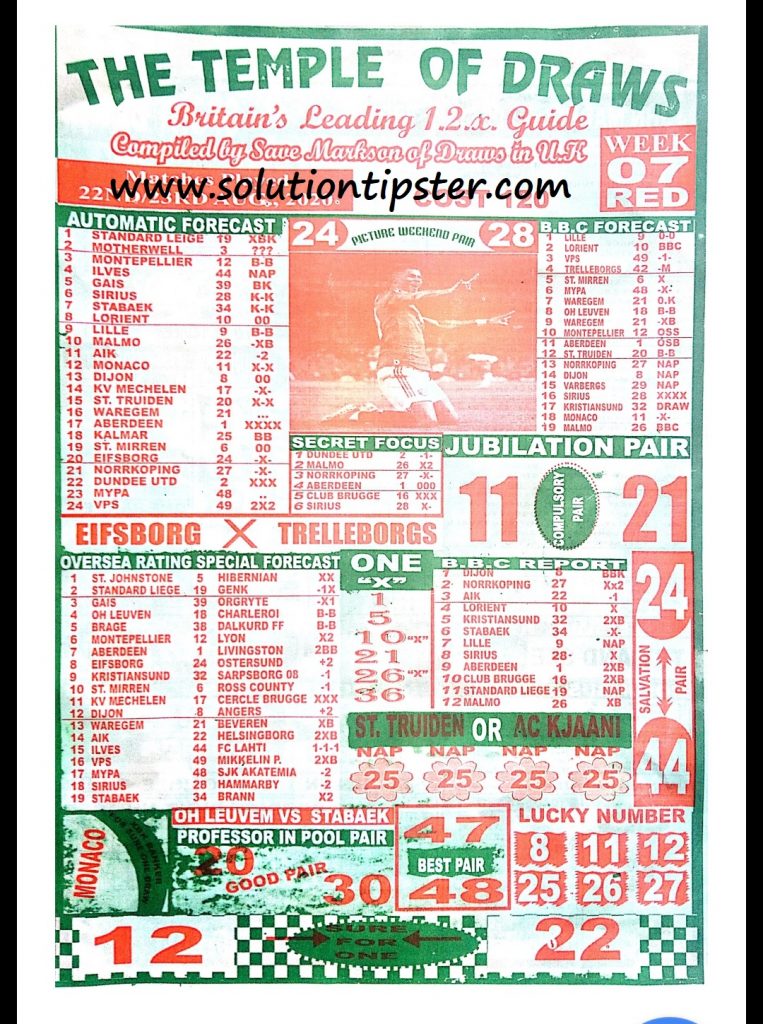 THE TEMPLE OF DRAWS
Britain's Leading 1.2.x. Guide
Compiled by Save Markson of Draws in U.K
WEEK
07
RED
www.solutiontipster.com
COST 120
AUTOMATIC FORECAST
1 STANDARD LEIGE 19 XBK
2 MOTHERWELL 3 ???
3 MONTEPELLIER 12 B-B
4 ILVES 44 NAP
5 GAIS 39 BK
6 SIRIUS 28 K-K
7 STABAEK 34 K-K
8 LORIENT 10 00
9 LILLE 9 B-B
10 MALMO 26 -XB
11 AIK 22 -2
12 MONACO 11 X-X
13 DIJON 8 00
14 KV MECHELEN 17 -X-
15 ST. TRUIDEN 20 X-X
16 WAREGEM 21 ...
17 ABERDEEN 1 XXXX
18 KALMAR 25 BB
19 ST. MIRREN 6 00
20 EIFSBORG 24 -X-
21 NORRKOPING 27 -X-
22 DUNDEE UTD 2 XXX
23 MYPA 48 ..
24 VPS 49 2X2
24 PICTURE WEEKEND PAIR 28
B.B.C FORECAST
1 LILLE 9 0-0
2 LORIENT 10 BBC
3 VPS 49 -1-
4 TRELLEBORGS 42 -M
5 ST. MIRREN 6 X
6 MYPA 48 -X-
7 WAREGEM 21 0.K
8 OH LEUVEN 18 B-B
9 WAREGEM 21 -XB
10 MONTEPELLIER 12 OSS
11 ABERDEEN 1 OSB
12 ST. TRUIDEN 20 B-B
13 NORRKOPING 27 NAP
14 DIJON 8 NAP
15 VARBERGS 29 NAP
16 SIRIUS 28 XXXX
17 KRISTIANSUND 32 DRAW
18 MONACO 11 -X-
19 MALMO 26 BBC
SECRET FOCUS
1 DUNDEE UTD 2 -1-
2 MALMO 26 X2
3 NORRKOPING 27 -X-
4 ABERDEEN 1 000
5 CLUB BRUGGE 16 XXX
6 SIRIUS 28 X-
JUBILATION PAIR
11 COMPULSORY PAIR 21
EIFSBORG X TRELLEBORGS
OVERSEA RATING SPECIAL FORECAST
1 ST. JOHNSTONE 5 HIBERNIAN XX
2 STANDARD LIEGE 19 GENK -1X
3 GAIS 39 ORGRYTE -X1
4 OH LEUVEN 18 CHARLEROI B-B
5 BRAGE 38 DALKURD FF B-B
6 MONTEPELLIER 12 LYON X2
7 ABERDEEN 1 LIVINGSTON 2BB
8 EIFSBORG 24 OSTERSUND +2
9 KRISTIANSUND 32 SARPSBORG 08 -1
10 ST. MIRREN 6 ROSS COUNTY -1
11 KV MECHELEN 17 CERCLE BRUGGE XXX
12 DIJON 8 ANGERS +2
13 WAREGEM 21 BEVEREN XB
14 AIK 22 HELSINGBORG 2XB
15 ILVES 44 FC LAHTI 1-1-1
16 VPS 49 MIKKELIN P. 2XB
17 MYPA 48 SJK AKATEMIA -2
18 SIRIUS 28 HAMMARBY -2
19 STABAEK 34 BRANN X2
ONE
"X"
1
5
10 "X"
21
26 "X"
36
B.B.C REPORT
1 DIJON 8 BBK
2 NORRKOPING 27 Xx2
3 AIK 22 -1
4 LORIENT 10 X
5 KRISTIANSUND 32 2XB
6 STABAEK 34 -X-
7 LILLE 9 NAP
8 SIRIUS 28- X
9 ABERDEEN 1 2XB
10 CLUB BRUGGE 16 2XB
11 STANDARD LIEGE 19 NAP
12 MALMO 26 XB
24
SALVATION PAIR
44
ST. TRUIDEN OR AC KJAANI
NAP NAP NAP NAP
25 25 25 25
MONACO
OH LEUVEM VS STABAEK
PROFESSOR IN POOL PAIR
20
GOOD PAIR
30
47
BEST PAIR
48
LUCKY NUMBER
8 11 12
25 26 27
12
SURE
FOR
ONE
22